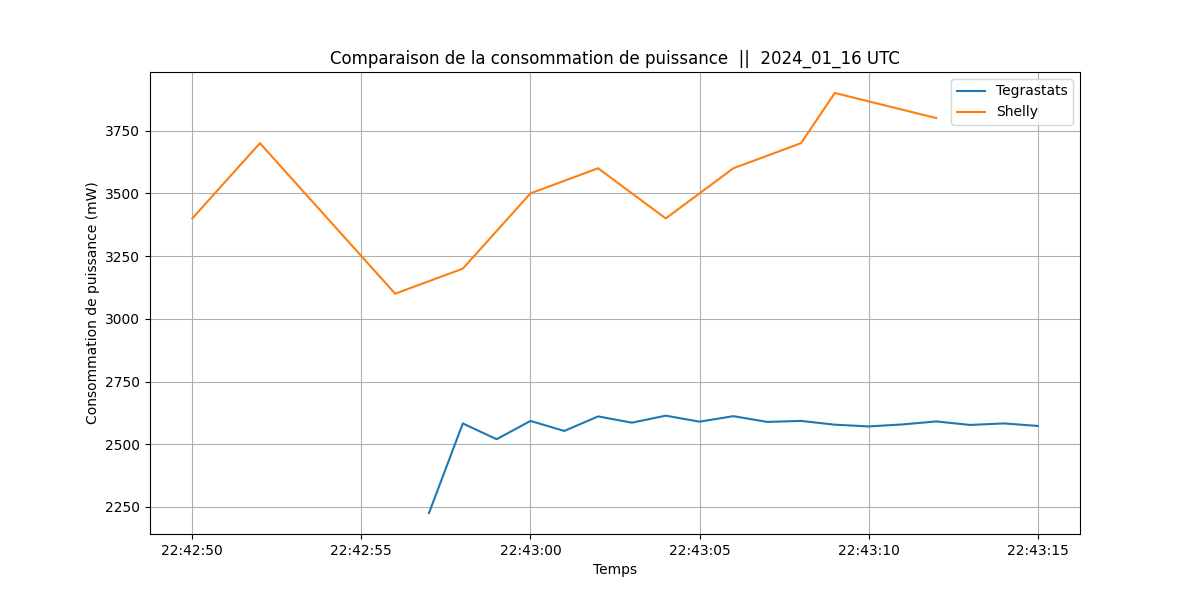 Comparaison de la consommation de puissance || 2024_01_16 UTC
Tegrastats
Shelly
Consommation de puissance (mW)
3750
3500
3250
3000
2750
2500
2250
22:42:50 22:42:55 22:43:00 22:43:05 22:43:10 22:43:15
Temps